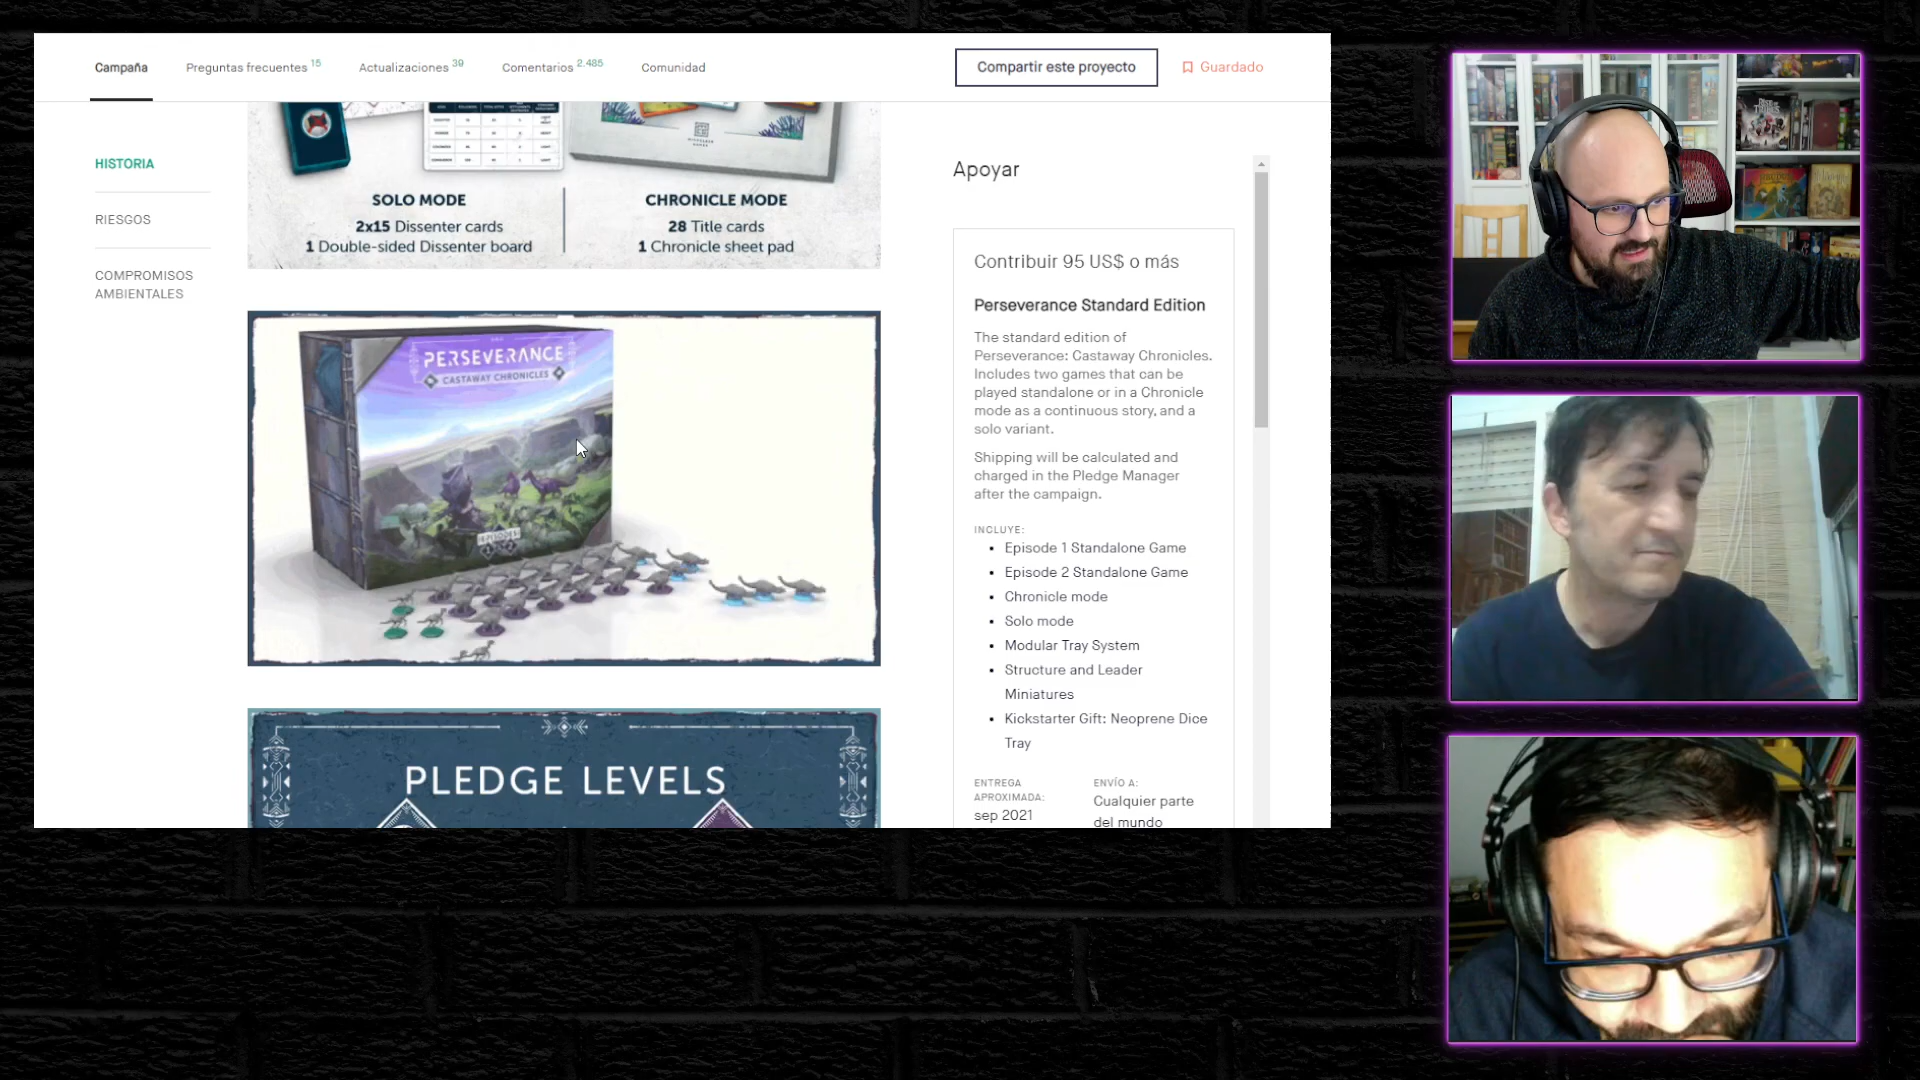 Campaña
Preguntas frecuentes 15
Actualizaciones 39
Comentarios 2.485
Comunidad
Compartir este proyecto
Guardado
HISTORIA
RIESGOS
COMPROMISOS
AMBIENTALES
SOLO MODE
2x15 Dissenter cards
1 Double-sided Dissenter board
CHRONICLE MODE
28 Title cards
1 Chronicle sheet pad
PERSEVERANCE
CASTAWAY CHRONICLES
EPISODES
1 2
PLEDGE LEVELS
Apoyar
Contribuir 95 US$ o más
Perseverance Standard Edition
The standard edition of
Perseverance: Castaway Chronicles.
Includes two games that can be
played standalone or in a Chronicle
mode as a continuous story, and a
solo variant.
Shipping will be calculated and
charged in the Pledge Manager
after the campaign.
INCLUYE:
• Episode 1 Standalone Game
• Episode 2 Standalone Game
• Chronicle mode
• Solo mode
• Modular Tray System
• Structure and Leader
Miniatures
• Kickstarter Gift: Neoprene Dice
Tray
ENTREGA
APROXIMADA:
sep 2021
ENVÍO A:
Cualquier parte
del mundo